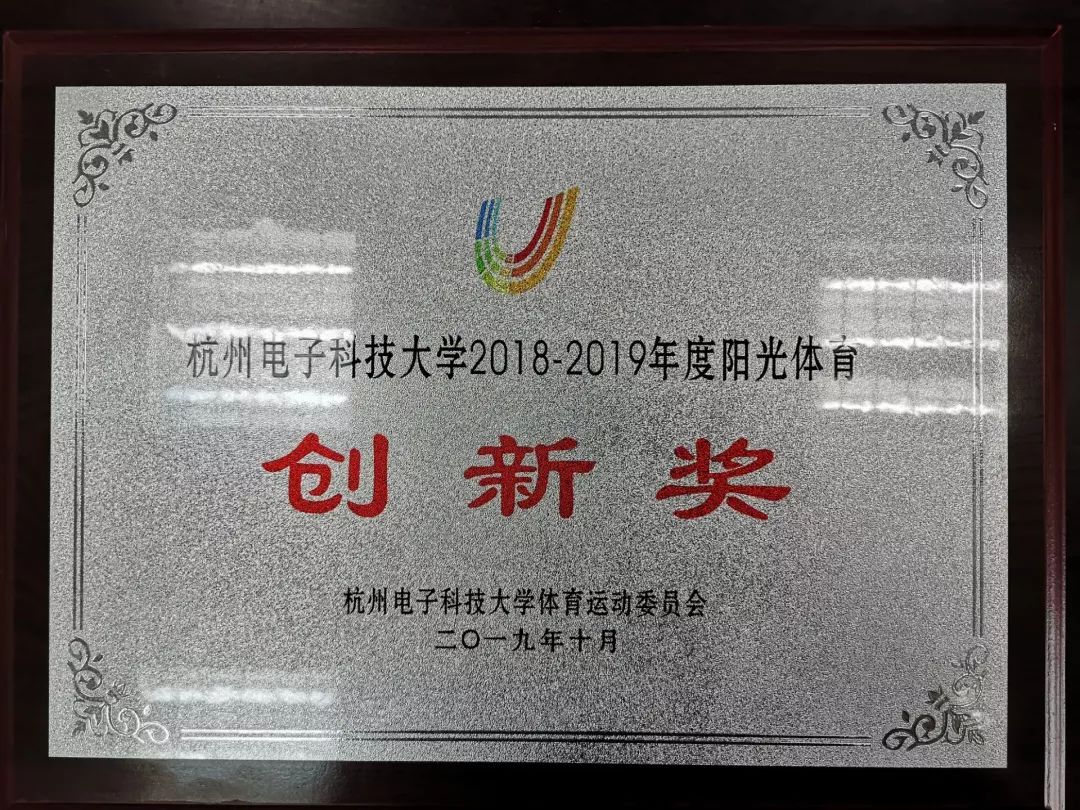 杭州电子科技大学2018-2019年度阳光体育
创新奖
杭州电子科技大学体育运动委员会
二〇一九年十月